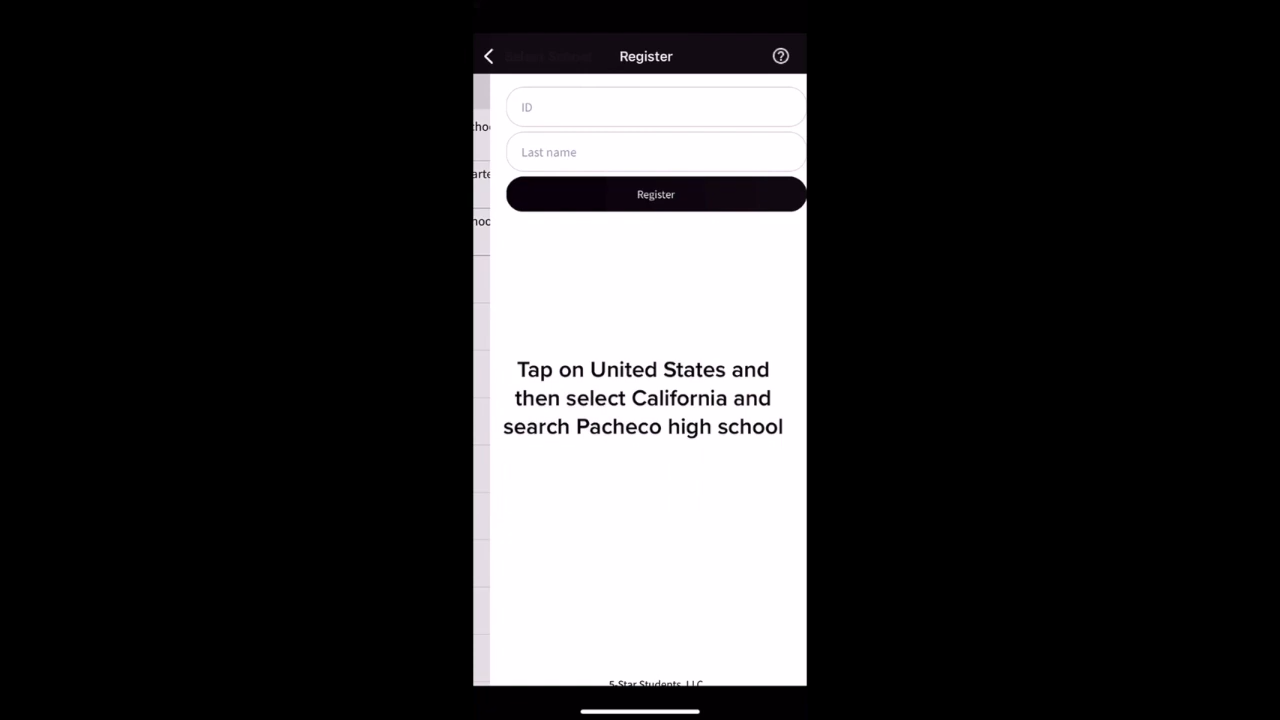 Register
ID
Last name
Register
Tap on United States and
then select California and
search Pacheco high school
5-Star Students, LLC